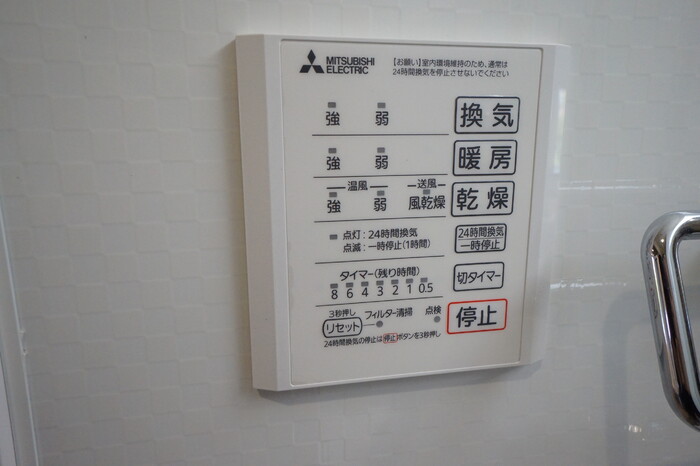 MITSUBISHI
ELECTRIC
【お願い】室内環境維持のため、通常は
24時間換気を停止させないでください
強 弱 換気
強 弱 暖房
温風 送風
強 弱 風乾燥 乾燥
点灯:24時間換気
点滅:一時停止(1時間)
24時間換気
一時停止
タイマー(残り時間)
8 6 4 3 2 1 0.5
切タイマー
3秒押し
リセット フィルター清掃 点検
停止
24時間換気の停止は停止ボタンを3秒押し